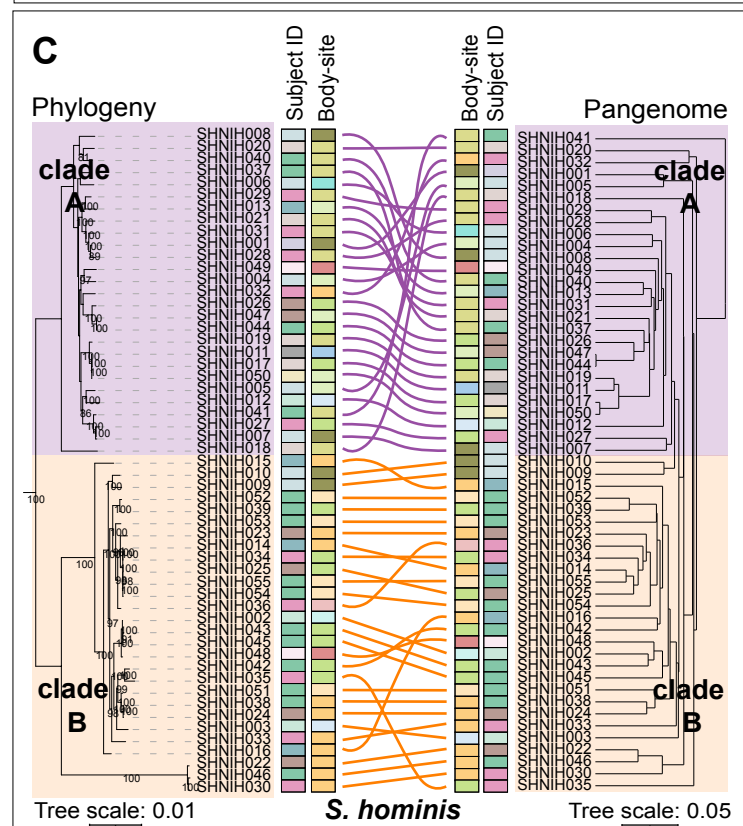 C
Phylogeny
Subject ID
Body-site
Body-site
Subject ID
Pangenome
clade
A
clade
B
SHNIH008
SHNIH020
SHNIH040
SHNIH037
SHNIH006
SHNIH029
SHNIH013
SHNIH021
SHNIH031
SHNIH001
SHNIH028
SHNIH049
SHNIH004
SHNIH032
SHNIH026
SHNIH047
SHNIH044
SHNIH019
SHNIH011
SHNIH017
SHNIH050
SHNIH005
SHNIH012
SHNIH041
SHNIH027
SHNIH007
SHNIH018
SHNIH015
SHNIH010
SHNIH009
SHNIH052
SHNIH039
SHNIH053
SHNIH023
SHNIH014
SHNIH034
SHNIH025
SHNIH055
SHNIH054
SHNIH036
SHNIH002
SHNIH043
SHNIH045
SHNIH048
SHNIH042
SHNIH035
SHNIH051
SHNIH038
SHNIH024
SHNIH003
SHNIH033
SHNIH016
SHNIH022
SHNIH046
SHNIH030
SHNIH041
SHNIH020
SHNIH032
SHNIH001
SHNIH005
SHNIH018
SHNIH029
SHNIH028
SHNIH006
SHNIH004
SHNIH008
SHNIH049
SHNIH040
SHNIH013
SHNIH031
SHNIH021
SHNIH037
SHNIH026
SHNIH047
SHNIH044
SHNIH019
SHNIH011
SHNIH017
SHNIH050
SHNIH012
SHNIH027
SHNIH007
SHNIH010
SHNIH009
SHNIH015
SHNIH052
SHNIH039
SHNIH053
SHNIH023
SHNIH036
SHNIH034
SHNIH014
SHNIH055
SHNIH025
SHNIH054
SHNIH016
SHNIH042
SHNIH048
SHNIH002
SHNIH043
SHNIH045
SHNIH051
SHNIH038
SHNIH024
SHNIH033
SHNIH003
SHNIH022
SHNIH046
SHNIH030
SHNIH035
clade
A
clade
B
100
100
100
Tree scale: 0.01
S. hominis
Tree scale: 0.05